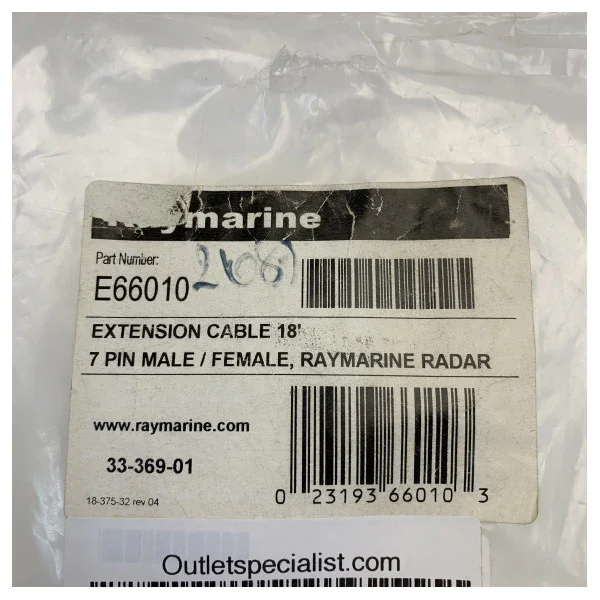 Raymarine
Part Number:
E66010
EXTENSION CABLE 18'
7 PIN MALE / FEMALE, RAYMARINE RADAR
www.raymarine.com
33-369-01
0 23193 66010 3
18-375-32 rev 04
Outletspecialist.com